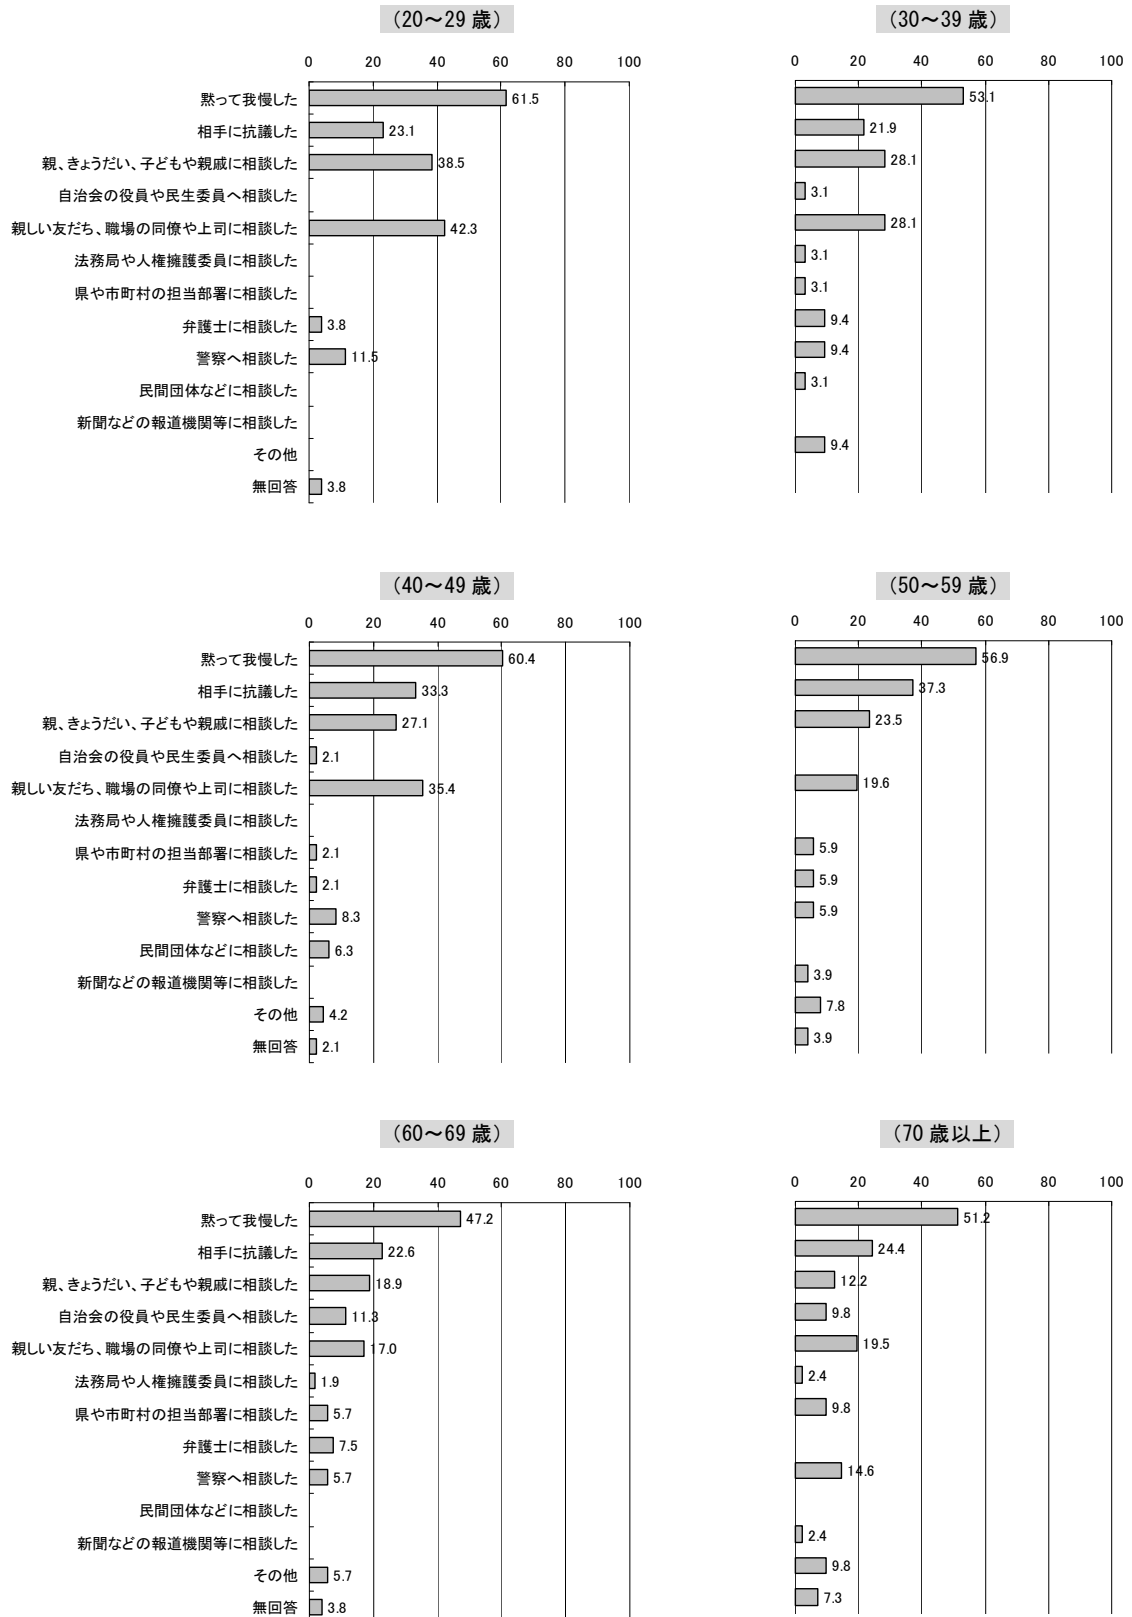 （20～29 歳）
0 20 40 60 80 100
黙って我慢した 61.5
相手に抗議した 23.1
親、きょうだい、子どもや親戚に相談した 38.5
自治会の役員や民生委員へ相談した
親しい友だち、職場の同僚や上司に相談した 42.3
法務局や人権擁護委員に相談した
県や市町村の担当部署に相談した
弁護士に相談した 3.8
警察へ相談した 11.5
民間団体などに相談した
新聞などの報道機関等に相談した
その他
無回答 3.8
（30～39 歳）
0 20 40 60 80 100
53.1
21.9
28.1
3.1
28.1
3.1
3.1
9.4
9.4
3.1
9.4
（40～49 歳）
0 20 40 60 80 100
黙って我慢した 60.4
相手に抗議した 33.3
親、きょうだい、子どもや親戚に相談した 27.1
自治会の役員や民生委員へ相談した 2.1
親しい友だち、職場の同僚や上司に相談した 35.4
法務局や人権擁護委員に相談した
県や市町村の担当部署に相談した 2.1
弁護士に相談した 2.1
警察へ相談した 8.3
民間団体などに相談した 6.3
新聞などの報道機関等に相談した
その他 4.2
無回答 2.1
（50～59 歳）
0 20 40 60 80 100
56.9
37.3
23.5
19.6
5.9
5.9
5.9
3.9
7.8
3.9
（60～69 歳）
0 20 40 60 80 100
黙って我慢した 47.2
相手に抗議した 22.6
親、きょうだい、子どもや親戚に相談した 18.9
自治会の役員や民生委員へ相談した 11.3
親しい友だち、職場の同僚や上司に相談した 17.0
法務局や人権擁護委員に相談した 1.9
県や市町村の担当部署に相談した 5.7
弁護士に相談した 7.5
警察へ相談した 5.7
民間団体などに相談した
新聞などの報道機関等に相談した
その他 5.7
無回答 3.8
（70 歳以上）
0 20 40 60 80 100
51.2
24.4
12.2
9.8
19.5
2.4
9.8
14.6
2.4
9.8
7.3